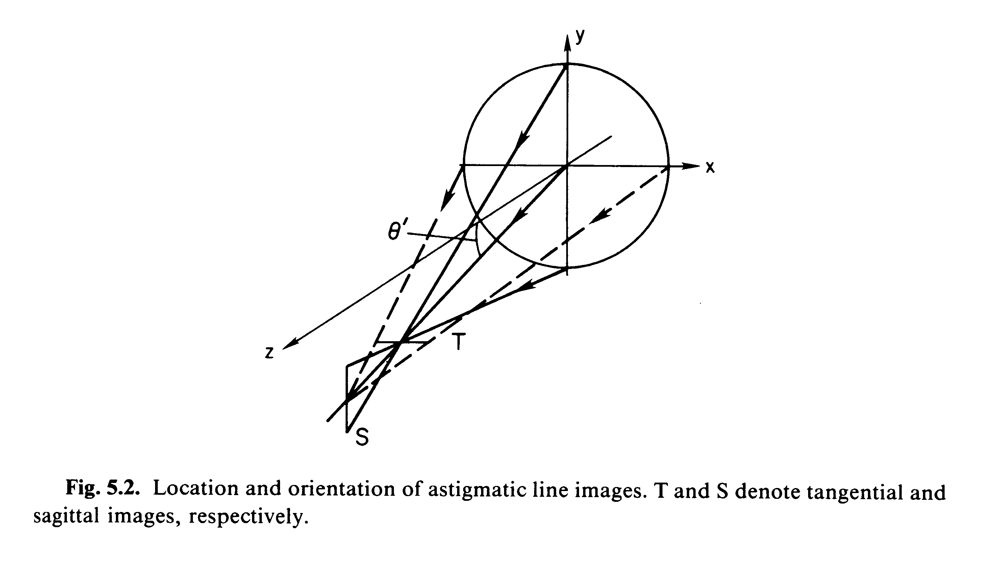 y
x
θ′
T
z
S
Fig. 5.2. Location and orientation of astigmatic line images. T and S denote tangential and
sagittal images, respectively.